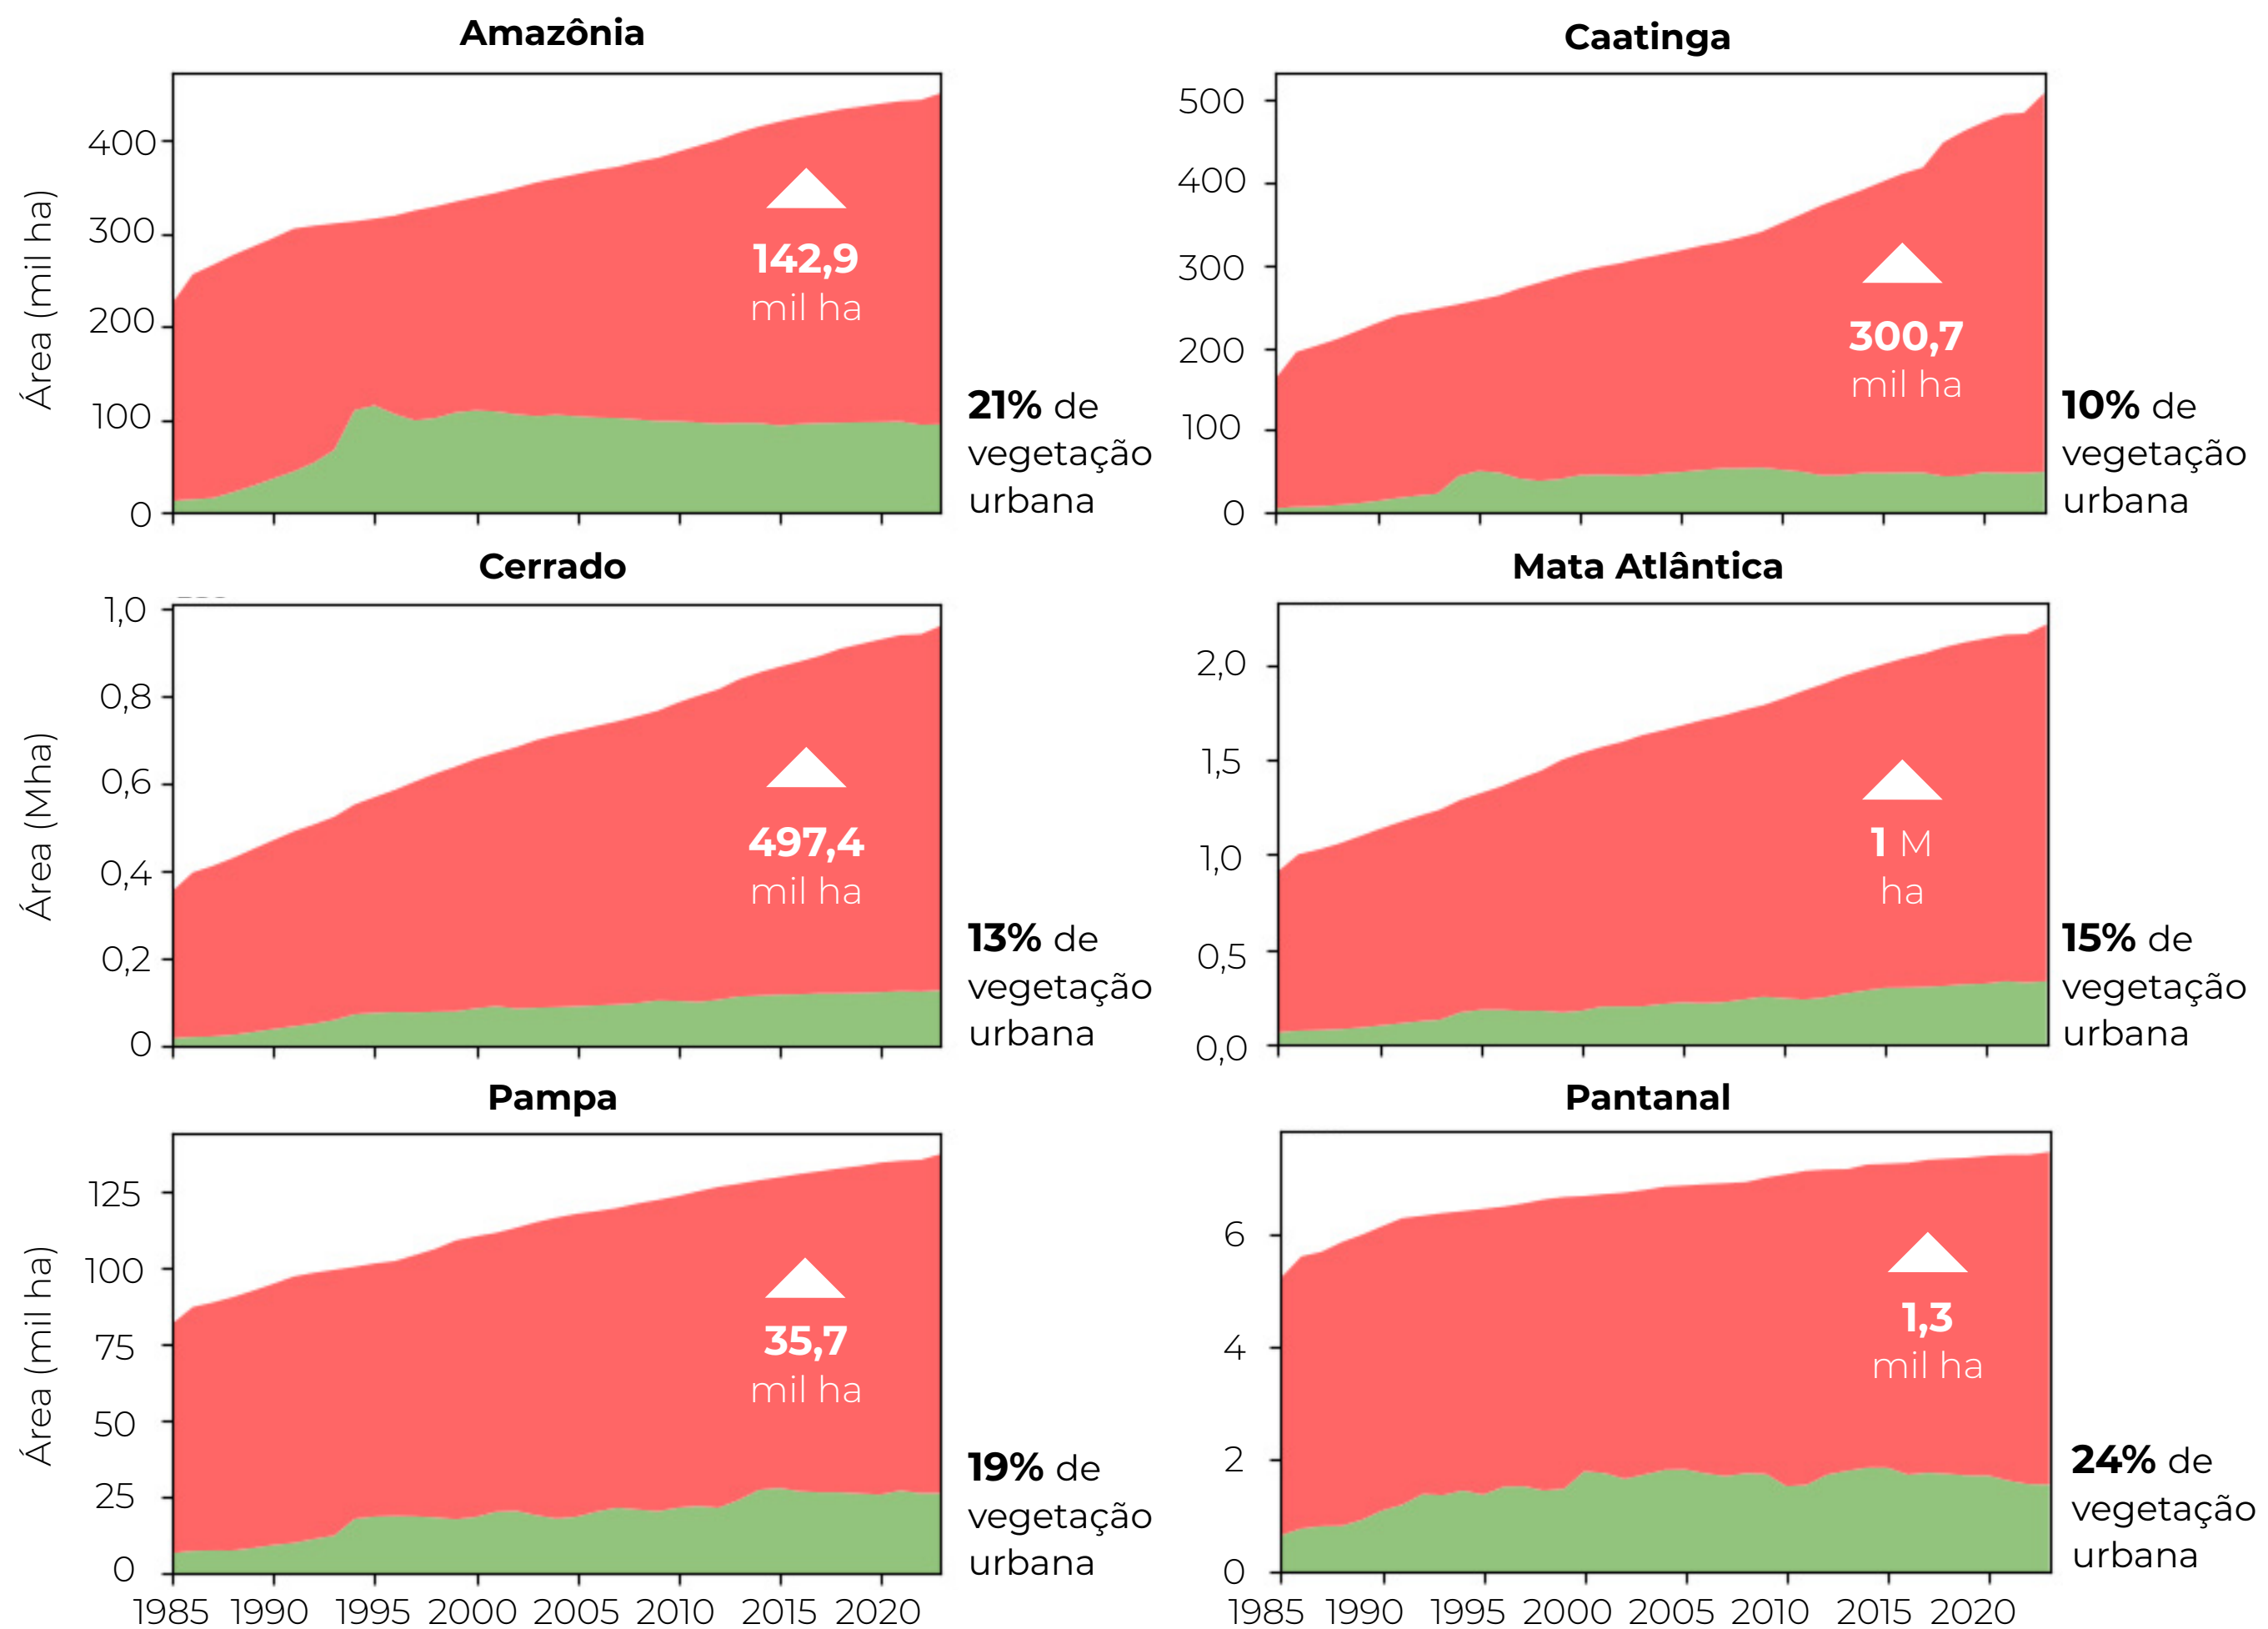 Amazônia
Área (mil ha)
400
300
200
100
0
142,9
mil ha
21% de
vegetação
urbana
Caatinga
500
400
300
200
100
0
300,7
mil ha
10% de
vegetação
urbana
Cerrado
Área (Mha)
1,0
0,8
0,6
0,4
0,2
0
497,4
mil ha
13% de
vegetação
urbana
Mata Atlântica
2,0
1,5
1,0
0,5
0,0
1 M
ha
15% de
vegetação
urbana
Pampa
Área (mil ha)
125
100
75
50
25
0
35,7
mil ha
19% de
vegetação
urbana
1985 1990 1995 2000 2005 2010 2015 2020
Pantanal
6
4
2
0
1,3
mil ha
24% de
vegetação
urbana
1985 1990 1995 2000 2005 2010 2015 2020